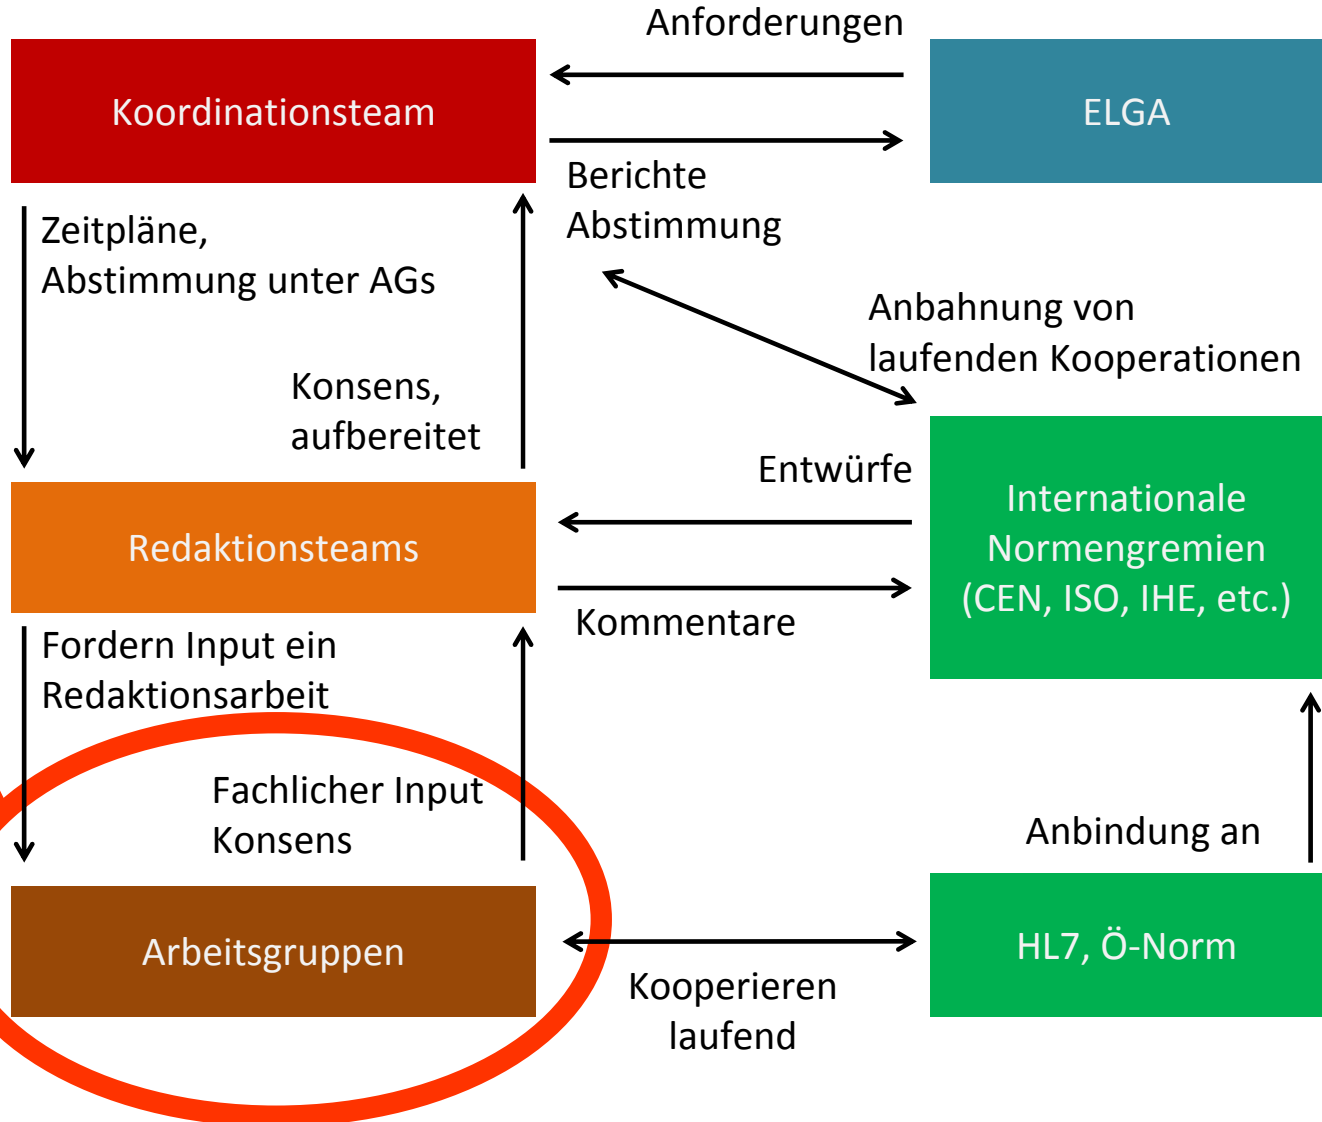 Anforderungen
Koordinationsteam
ELGA
Berichte
Abstimmung
Zeitpläne,
Abstimmung unter AGs
Anbahnung von
laufenden Kooperationen
Konsens,
aufbereitet
Entwürfe
Internationale
Normengremien
(CEN, ISO, IHE, etc.)
Redaktionsteams
Kommentare
Fordern Input ein
Redaktionsarbeit
Fachlicher Input
Konsens
Anbindung an
Arbeitsgruppen
HL7, Ö-Norm
Kooperieren
laufend